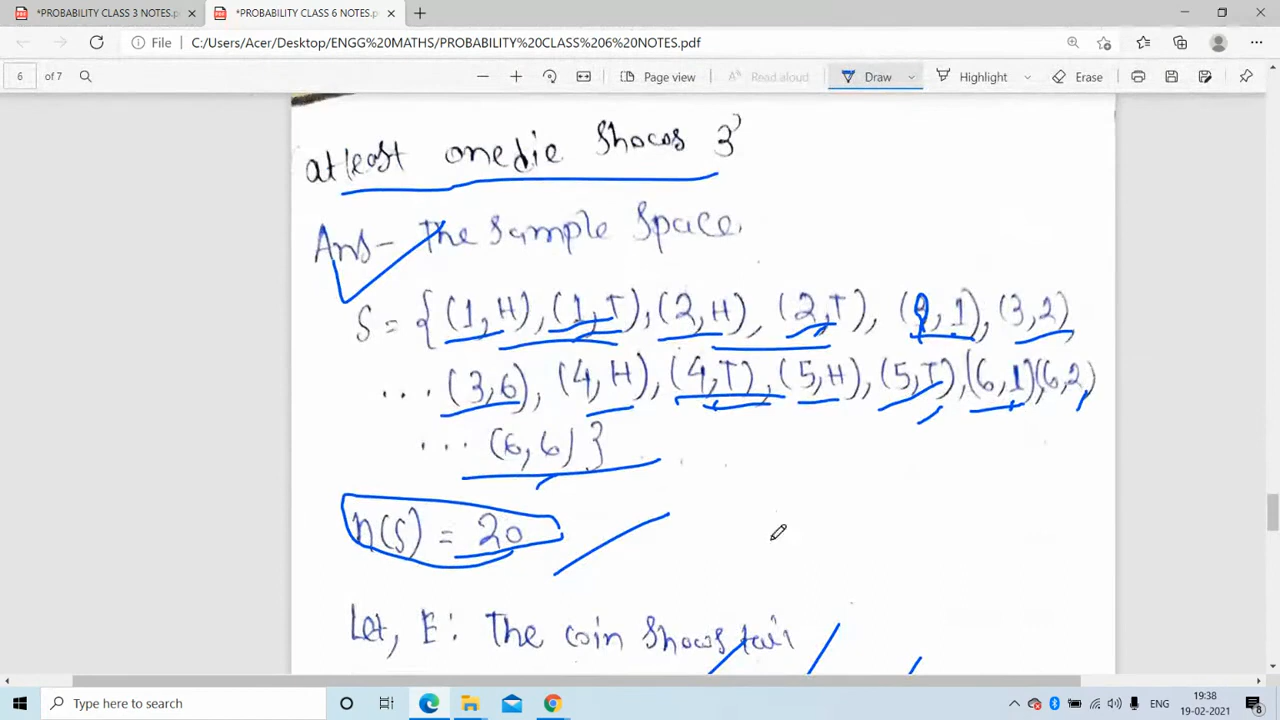 *PROBABILITY CLASS 3 NOTES.p
*PROBABILITY CLASS 6 NOTES.p
File C:/Users/Acer/Desktop/ENGG%20MATHS/PROBABILITY%20CLASS%206%20NOTES.pdf
6 of 7 Page view Read aloud Draw Highlight Erase
atleast one die shows 3'
Ans- The Sample Space.
S = { (1,H), (1,T), (2,H), (2,T), (3,1), (3,2)
... (3,6), (4,H), (4,T), (5,H), (5,T), (6,1)(6,2)
... (6,6) }
n(S) = 20
Let, E: The coin shows tail
Type here to search
ENG
19:38
19-02-2021
8